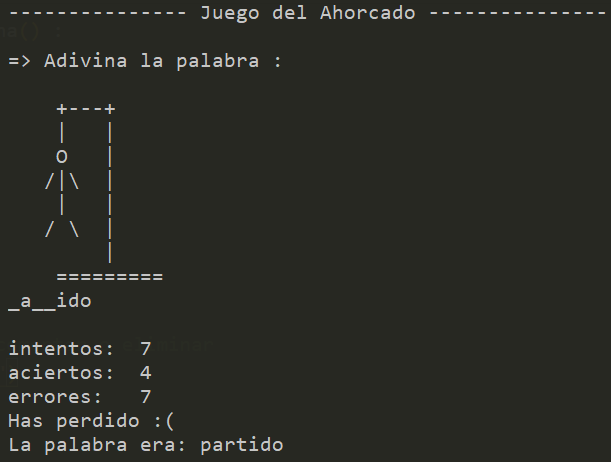 --------------- Juego del Ahorcado ---------------
=> Adivina la palabra :
    +---+
    |   |
    O   |
   /|\  |
    |   |
   / \  |
        |
    =========
_a__ido
intentos:  7
aciertos:  4
errores:   7
Has perdido :(
La palabra era: partido